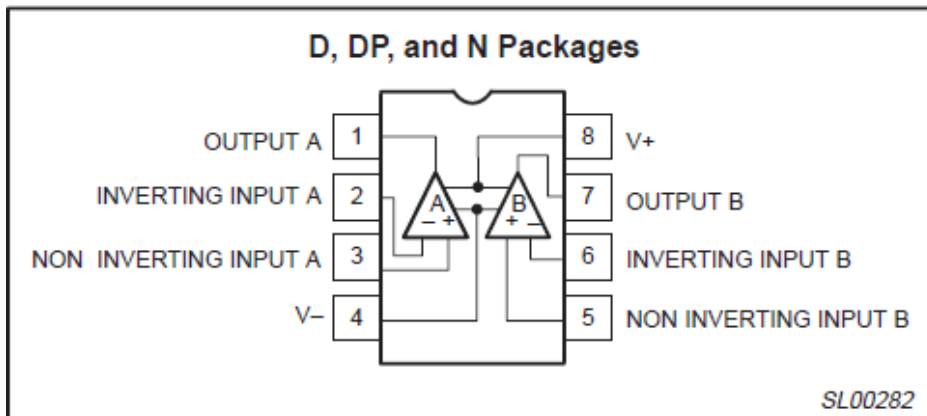 D, DP, and N Packages
OUTPUT A 1
8 V+
INVERTING INPUT A 2
7 OUTPUT B
NON INVERTING INPUT A 3
6 INVERTING INPUT B
V– 4
5 NON INVERTING INPUT B
A
– +
B
+ –
SL00282